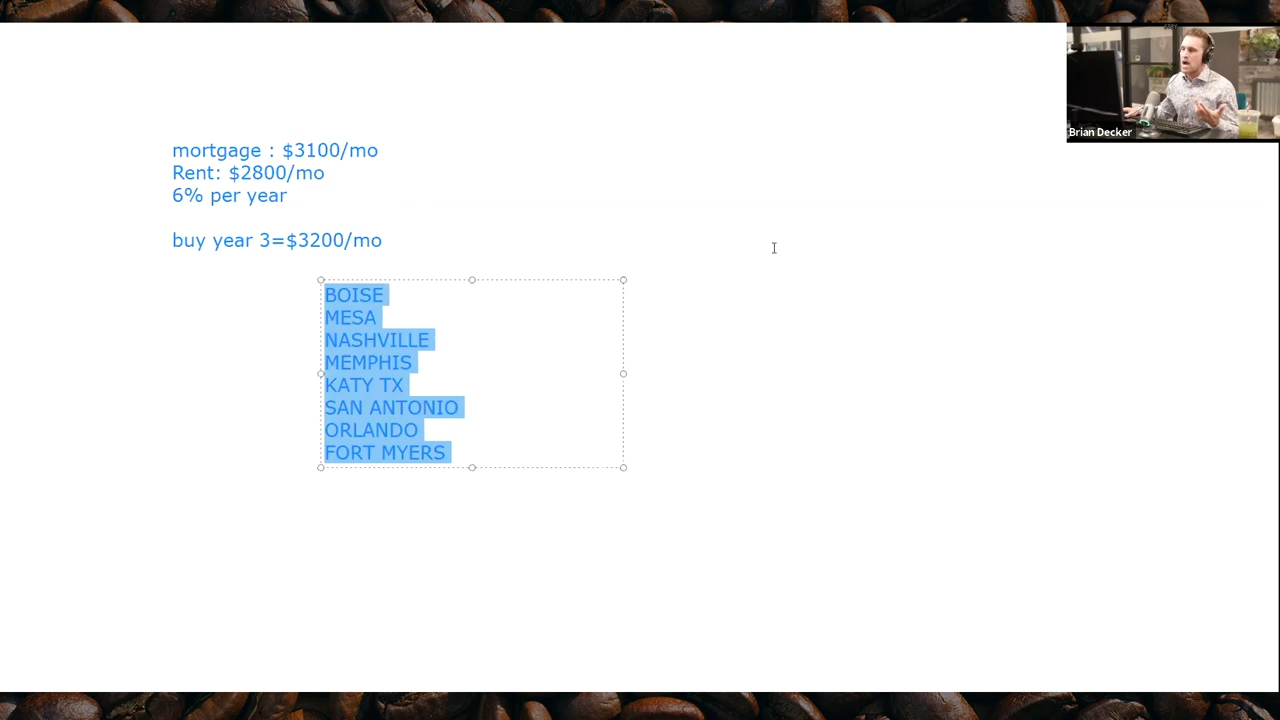 mortgage : $3100/mo
Rent: $2800/mo
6% per year
buy year 3=$3200/mo
BOISE
MESA
NASHVILLE
MEMPHIS
KATY TX
SAN ANTONIO
ORLANDO
FORT MYERS
Brian Decker